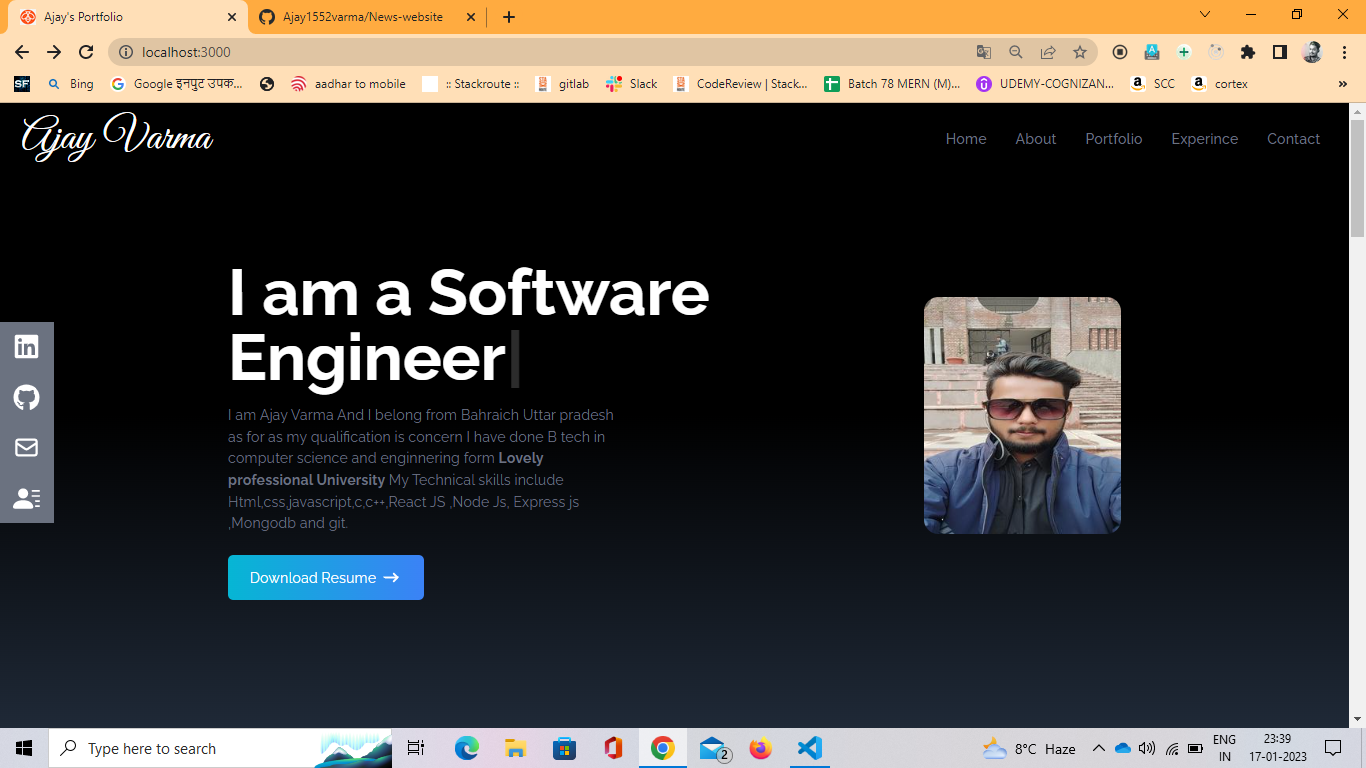 Ajay's Portfolio
Ajay1552varma/News-website
localhost:3000
SF
Bing
Google इनपुट उपक...
aadhar to mobile
:: Stackroute ::
gitlab
Slack
CodeReview | Stack...
Batch 78 MERN (M)...
UDEMY-COGNIZAN...
SCC
cortex
»
Ajay Varma
Home About Portfolio Experince Contact
I am a Software
Engineer
I am Ajay Varma And I belong from Bahraich Uttar pradesh
as for as my qualification is concern I have done B tech in
computer science and enginnering form Lovely
professional University My Technical skills include
Html,css,javascript,c,c++,React JS ,Node Js, Express js
,Mongodb and git.
Download Resume
Type here to search
2
8°C Haze
ENG
IN
23:39
17-01-2023